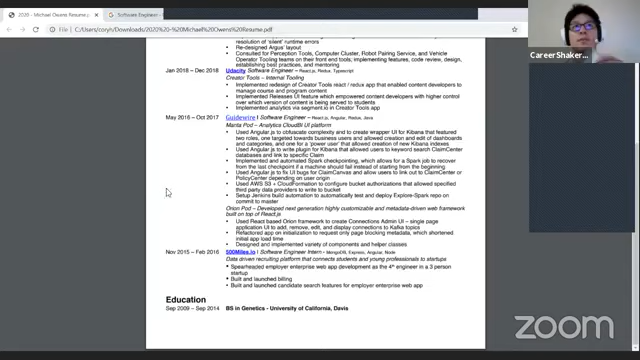 2020 - Michael Owens Resume.pdf
Software Engineer -
File | C:/Users/coryh/Downloads/2020%20-%20Michael%20Owens%20Resume.pdf
resolution of 'silent' runtime errors
• Re-designed Argus' layout
• Consulted for Perception Tools, Computer Cluster, Robot Pairing Service, and Vehicle
Operator Tooling teams on their front end tools; implementing features, code review, design,
establishing best practices, and mentoring
Jan 2018 – Dec 2018 Udacity Software Engineer – React.js, Redux, Typescript
Creator Tools – Internal Tooling
• Implemented redesign of Creator Tools react / redux app that enabled content developers to
manage course and program content
• Implemented Releases UI feature which empowered content developers with higher control
over which version of content is being served to students
• Implemented analytics via segment.io in Creator Tools app
May 2016 – Oct 2017 Guidewire | Software Engineer – React.js, Angular, Redux, Java
Manta Pod – Analytics Cloud/BI UI platform
• Used Angular.js to obfuscate complexity and to create wrapper UI for Kibana that featured
two roles, one targeted towards business users and allowed creation and edit of dashboards
and categories, and one for a 'power user' that allowed creation of new Kibana indexes
• Used Angular.js to write plugin for Kibana that allowed users to keyword search ClaimCenter
databases and link to specific Claim
• Implemented and automated Spark checkpointing, which allows for a Spark job to recover
from the last checkpoint if a machine should fail instead of starting from the beginning
• Used Angular.js to fix UI bugs for ClaimCanvas and allow users to link out to ClaimCenter or
PolicyCenter depending on user origin
• Used AWS S3 + CloudFormation to configure bucket authorizations that allowed specified
third party data providers to write to bucket
• Setup Jenkins build automation to automatically test and deploy Explore-Spark repo on
commit to master
Orion Pod – Developed next generation highly customizable and metadata-driven web framework
built on top of React.js
• Used React based Orion framework to create Connections Admin UI – single page
application UI to add, remove, edit, and display connections to Kafka topics
• Refactored app on initialization to request only page blocking metadata, which shortened
initial app load time
• Designed and implemented variety of components and helper classes
Nov 2015 – Feb 2016 500Miles.io | Software Engineer Intern – MongoDB, Express, Angular, Node
Data driven recruiting platform that connects students and young professionals to startups
• Spearheaded employer enterprise web app development as the 4th engineer in a 3 person
startup
• Built and launched billing
• Built and launched candidate search features for employer enterprise web app
Education
Sep 2009 – Sep 2014 BS in Genetics - University of California, Davis
CareerShaker...
zoom